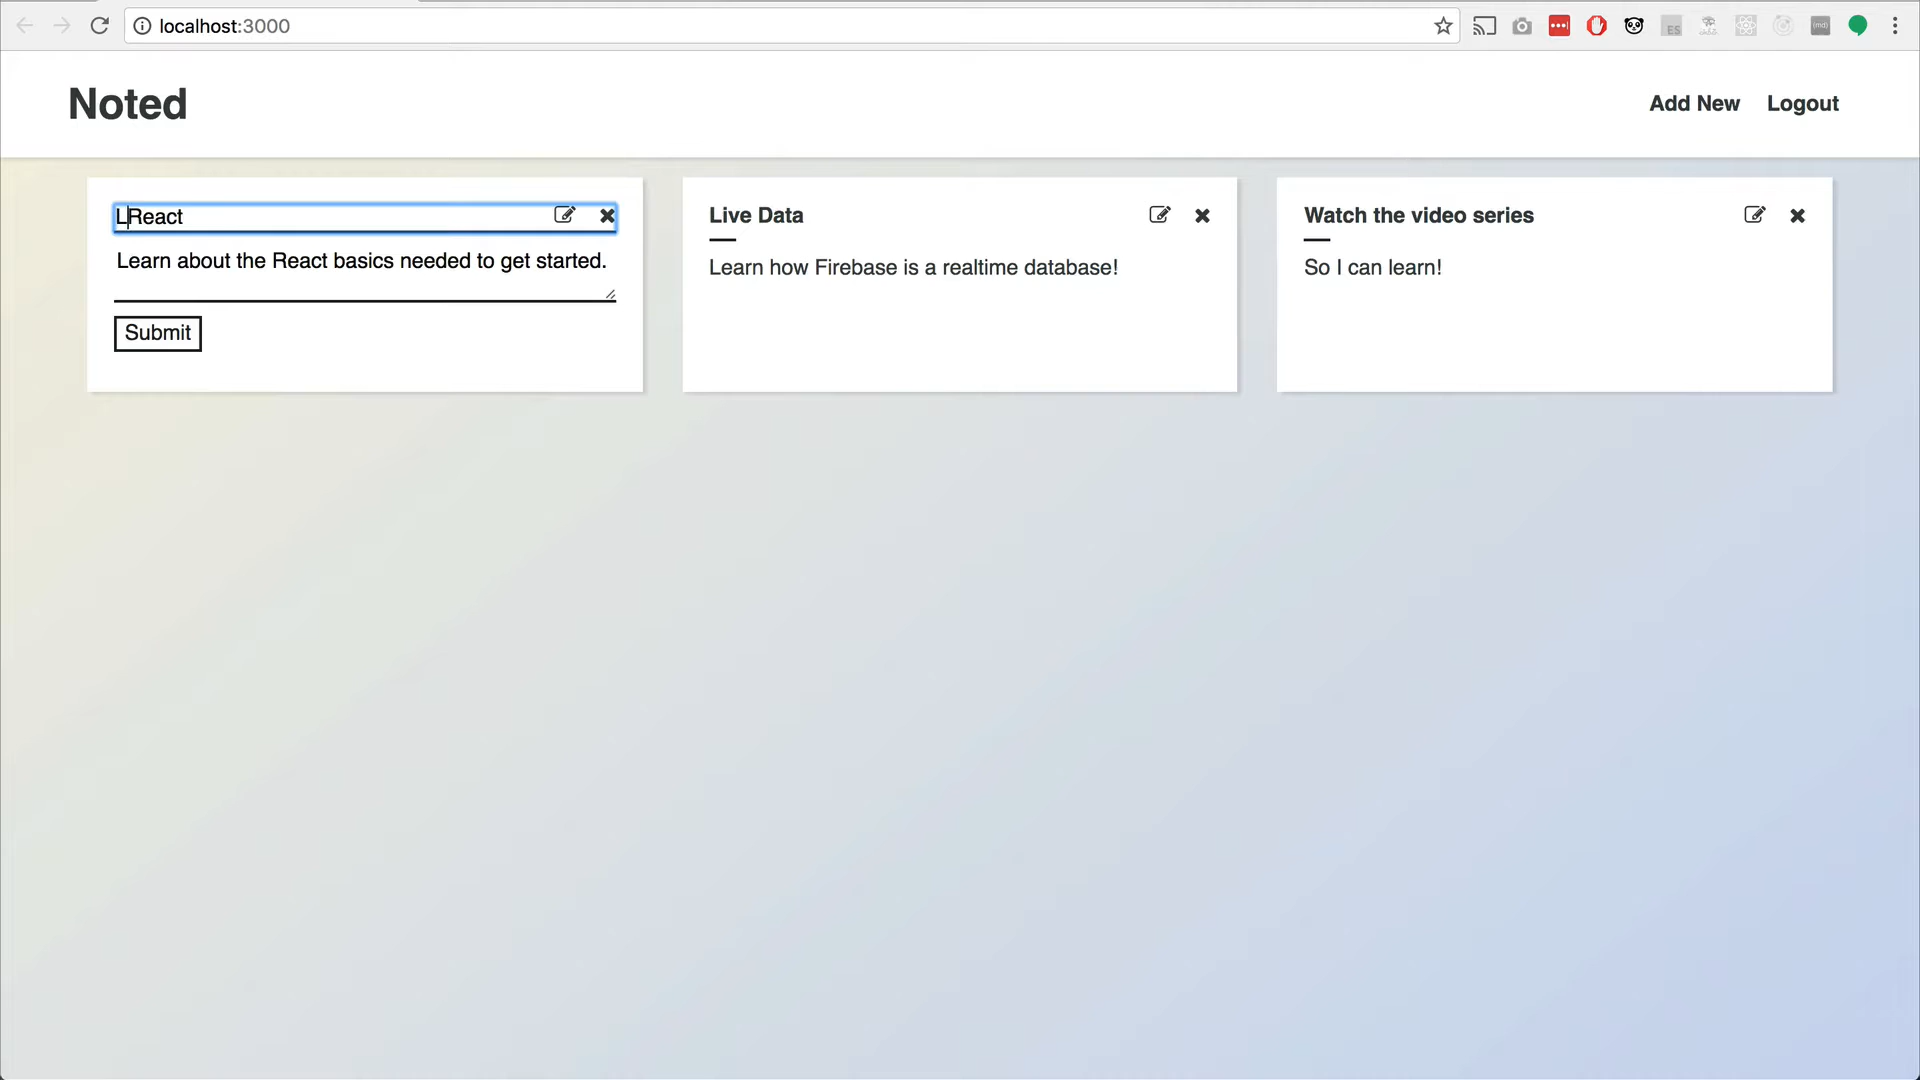 localhost:3000
ES
Noted
Add New
Logout
LReact
Learn about the React basics needed to get started.
Submit
Live Data
Learn how Firebase is a realtime database!
Watch the video series
So I can learn!